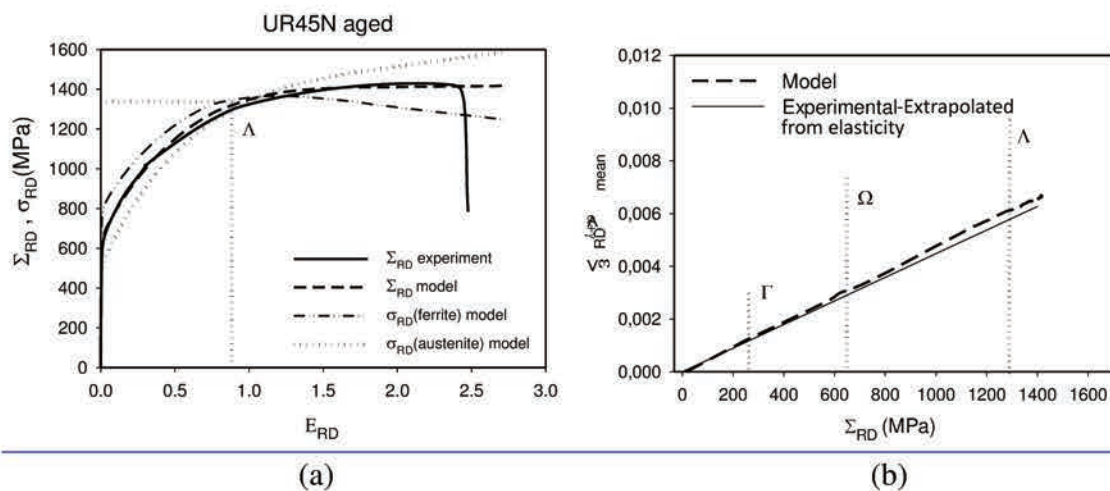 UR45N aged
1600
1400
1200
1000
800
600
400
200
0
Σ_RD , σ_RD(MPa)
Λ
Σ_RD experiment
Σ_RD model
σ_RD(ferrite) model
σ_RD(austenite) model
0.0 0.5 1.0 1.5 2.0 2.5 3.0
E_RD
(a)
0,012
0,010
0,008
0,006
0,004
0,002
0,000
mean
RD
Model
Experimental-Extrapolated
from elasticity
Λ
Ω
Γ
0 200 400 600 800 1000 1200 1400 1600
Σ_RD (MPa)
(b)